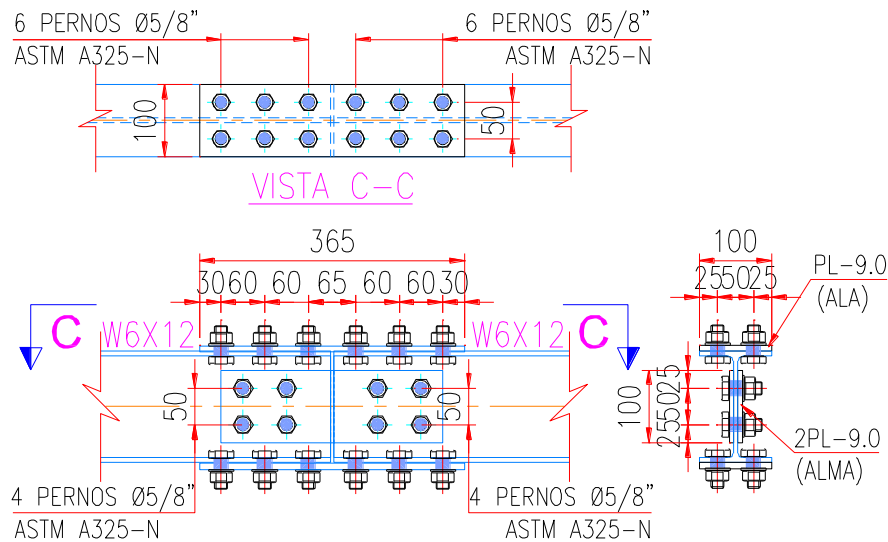 6 PERNOS Ø5/8"
ASTM A325-N
6 PERNOS Ø5/8"
ASTM A325-N
100
50
VISTA C-C
365
30 60 60 65 60 60 30
100
25 50 25
PL-9.0
(ALA)
C W6X12
W6X12 C
50
50
100
25 50 25
2PL-9.0
(ALMA)
4 PERNOS Ø5/8"
ASTM A325-N
4 PERNOS Ø5/8"
ASTM A325-N